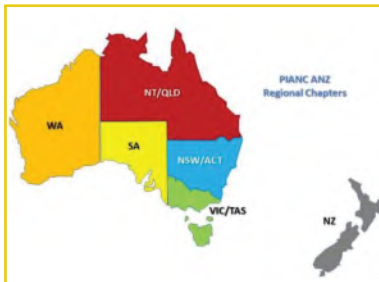 PIANC ANZ
Regional Chapters
NT/QLD
WA
SA
NSW/ACT
VIC/TAS
NZ